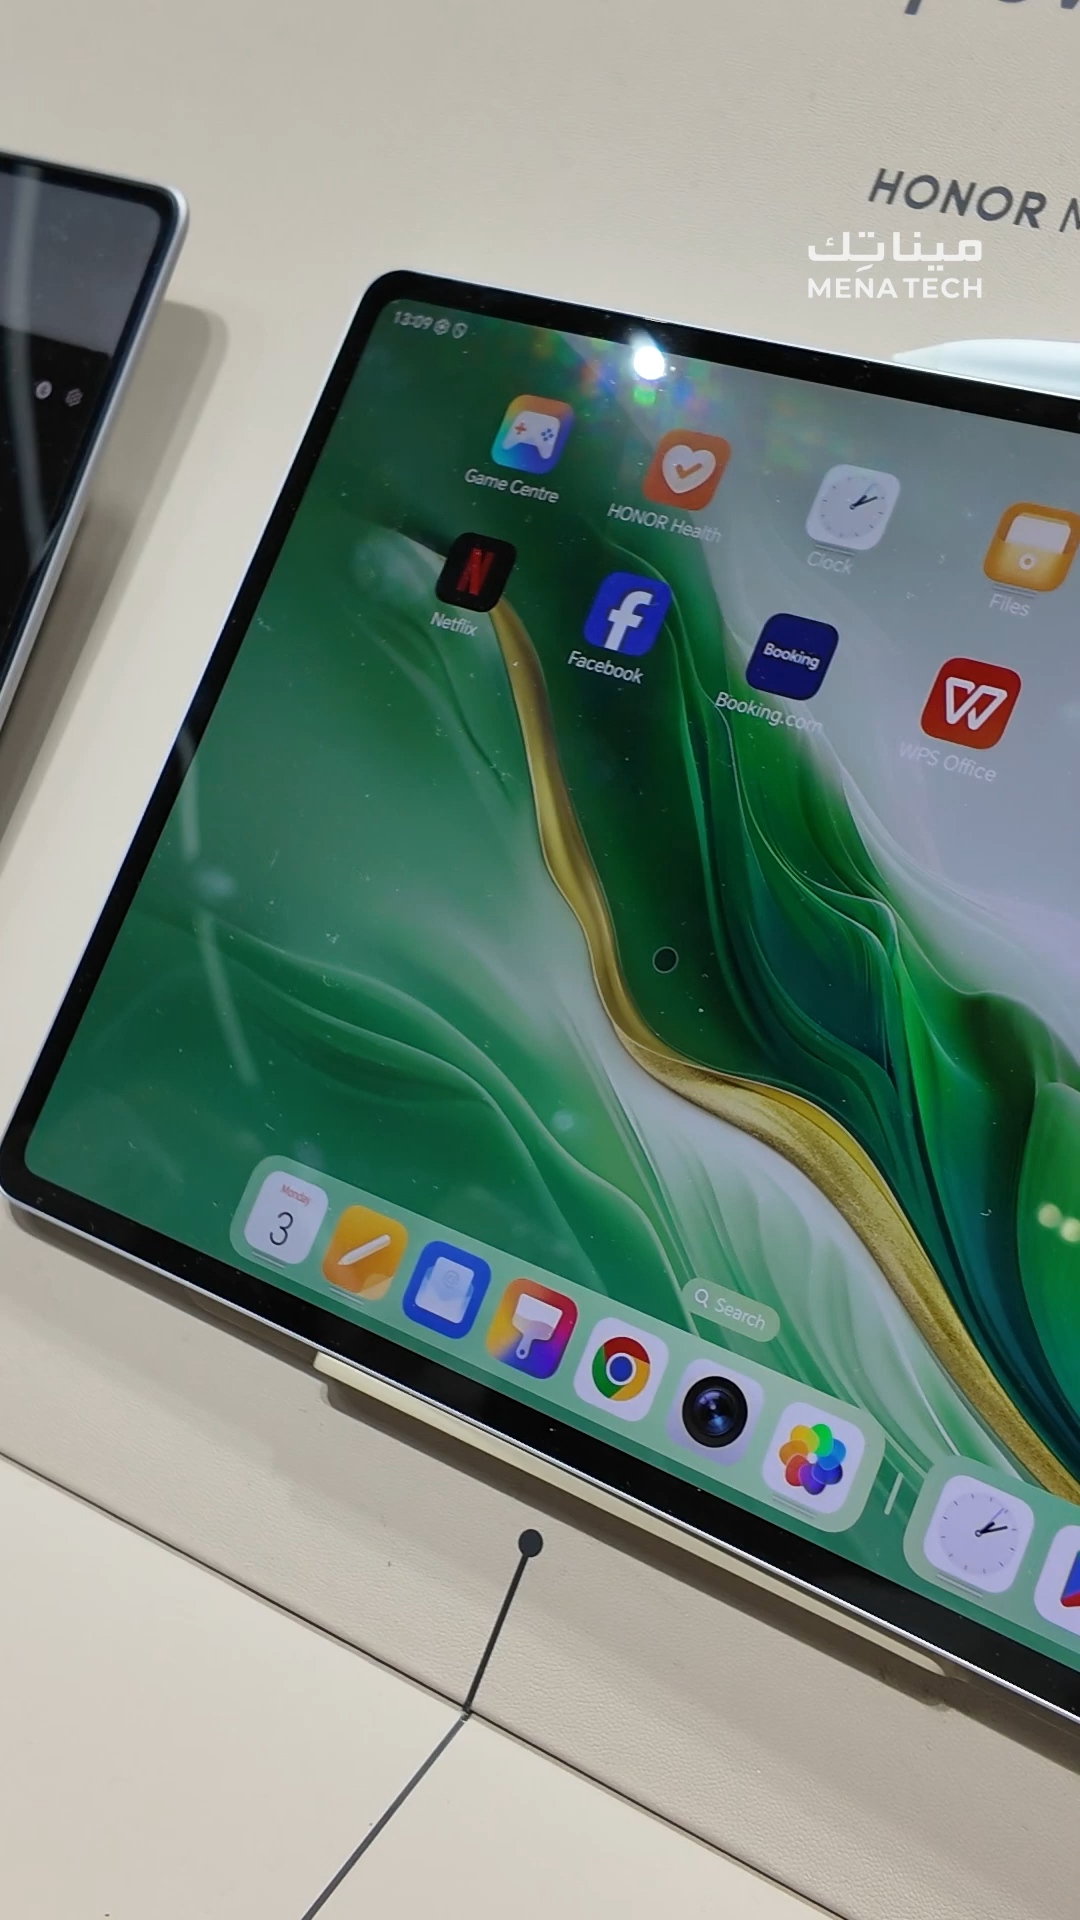 HONOR
ميناتِك
MENA TECH
13:09
Game Centre
HONOR Health
Clock
Files
Netflix
Facebook
Booking
Booking.com
WPS Office
Monday
3
Search